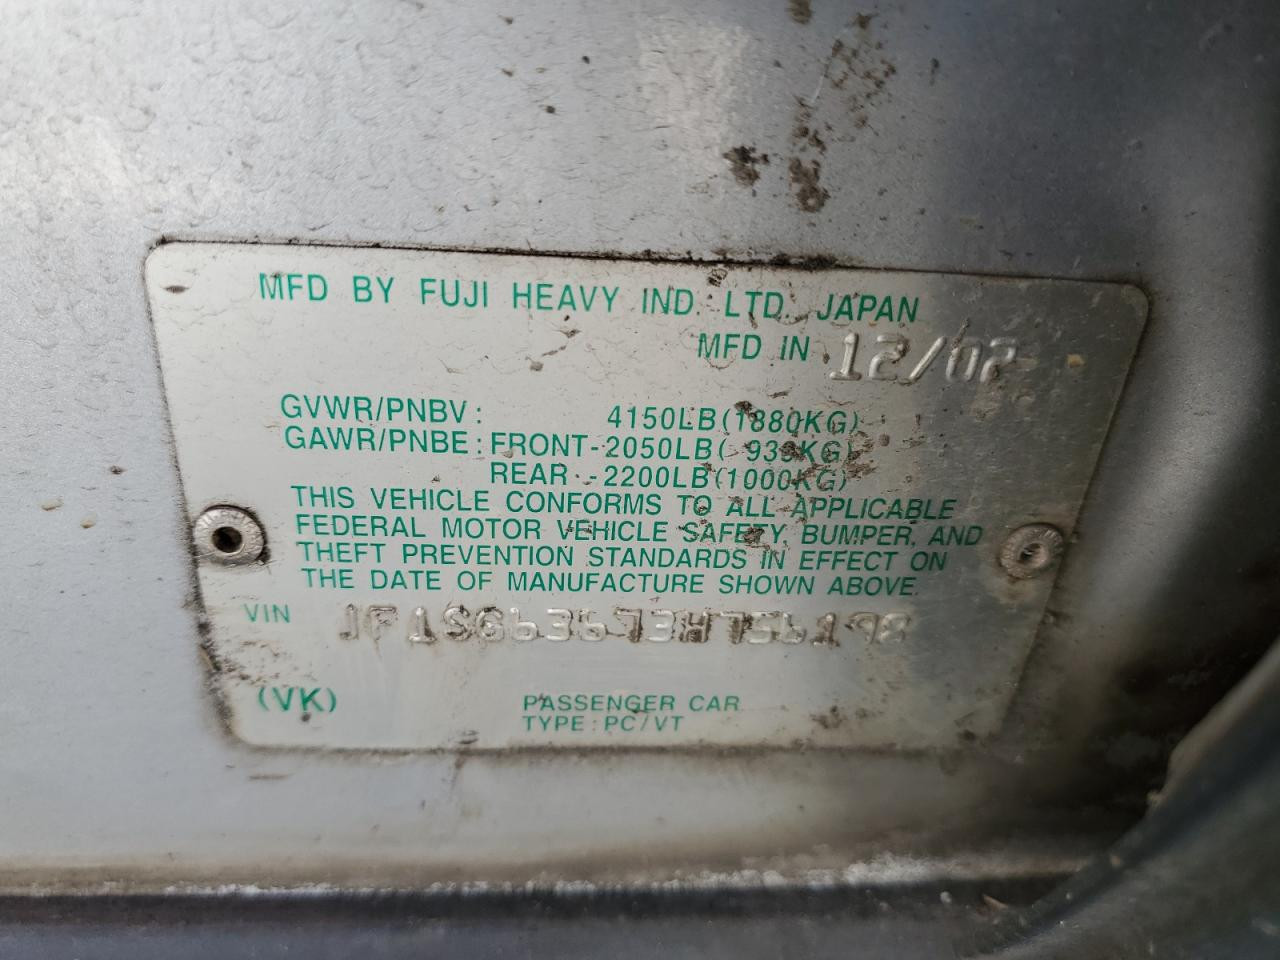 MFD BY FUJI HEAVY IND. LTD. JAPAN
MFD IN 12/02
GVWR/PNBV: 4150LB(1880KG)
GAWR/PNBE: FRONT-2050LB( 930KG)
REAR -2200LB(1000KG)
THIS VEHICLE CONFORMS TO ALL APPLICABLE
FEDERAL MOTOR VEHICLE SAFETY, BUMPER, AND
THEFT PREVENTION STANDARDS IN EFFECT ON
THE DATE OF MANUFACTURE SHOWN ABOVE.
VIN
(VK)
PASSENGER CAR
TYPE:PC/VT